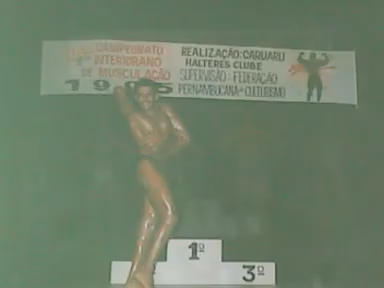 CAMPEONATO
INTERIORANO
DE MUSCULAÇÃO
REALIZAÇÃO: CARUARU
HALTERES CLUBE
SUPERVISÃO: FEDERAÇÃO
PERNAMBUCANA DE CULTURISMO
1º
3º